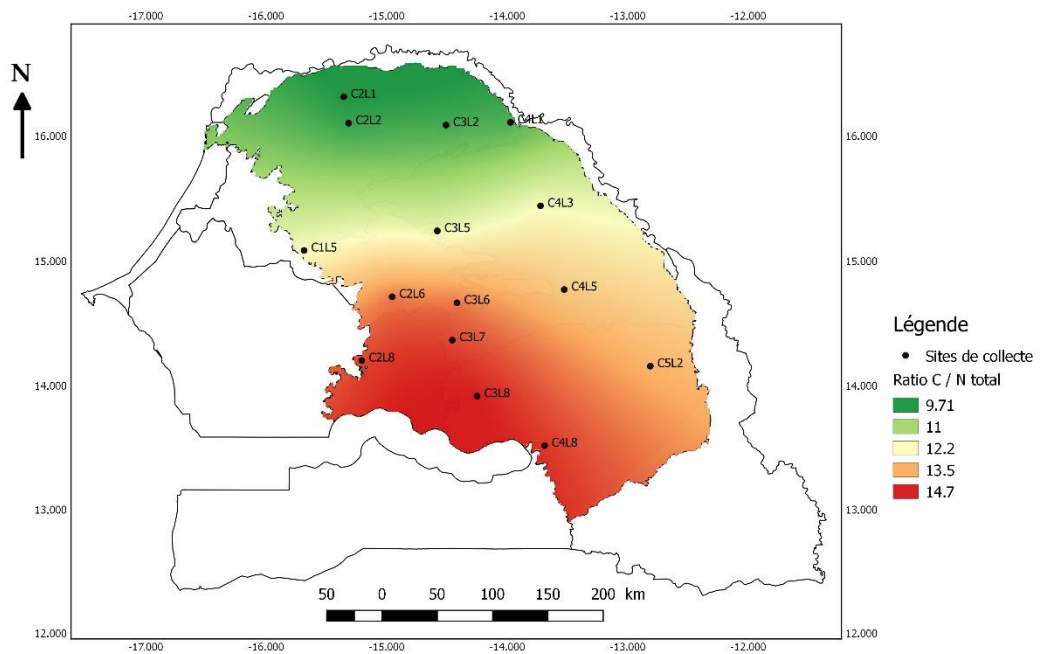 -17.000 -16.000 -15.000 -14.000 -13.000 -12.000
N
C2L1
C2L2
C3L2
C4L1
16.000 16.000
C4L3
C3L5
C1L5
15.000 15.000
C4L5
C2L6
C3L6
C3L7
C2L8
C5L2
14.000 14.000
C3L8
C4L8
13.000 13.000
50 0 50 100 150 200 km
12.000 12.000
-17.000 -16.000 -15.000 -14.000 -13.000 -12.000
Légende
Sites de collecte
Ratio C / N total
9.71
11
12.2
13.5
14.7